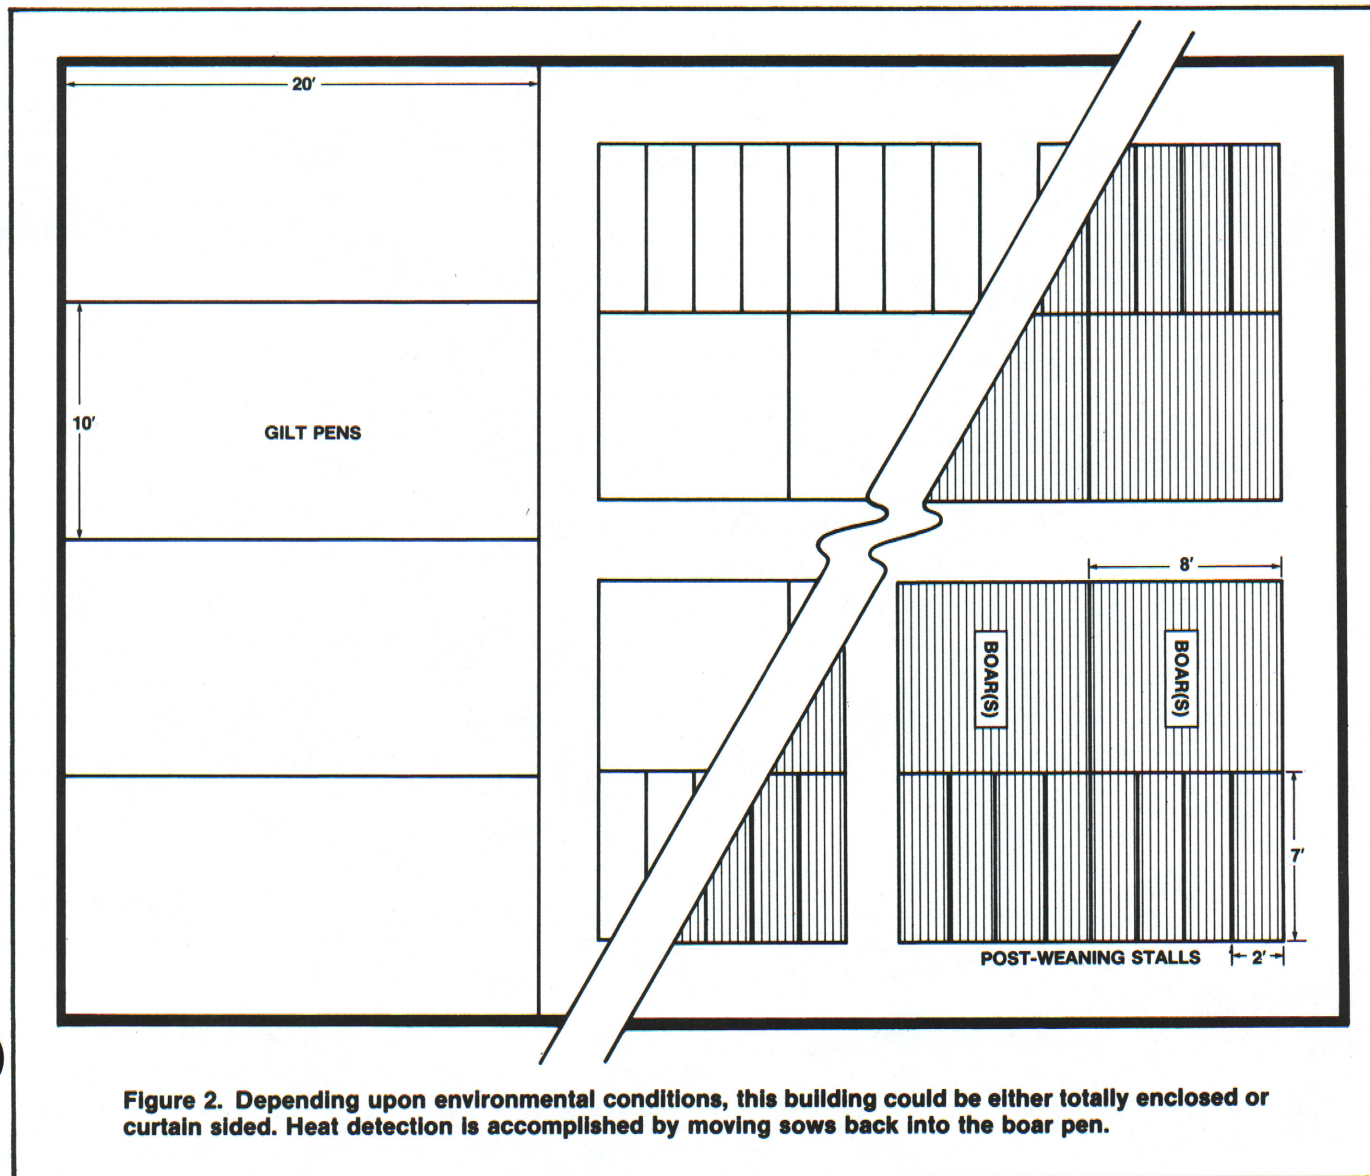 20′
10′
GILT PENS
8′
BOAR(S)
BOAR(S)
7′
POST-WEANING STALLS
2′
Figure 2. Depending upon environmental conditions, this building could be either totally enclosed or
curtain sided. Heat detection is accomplished by moving sows back into the boar pen.